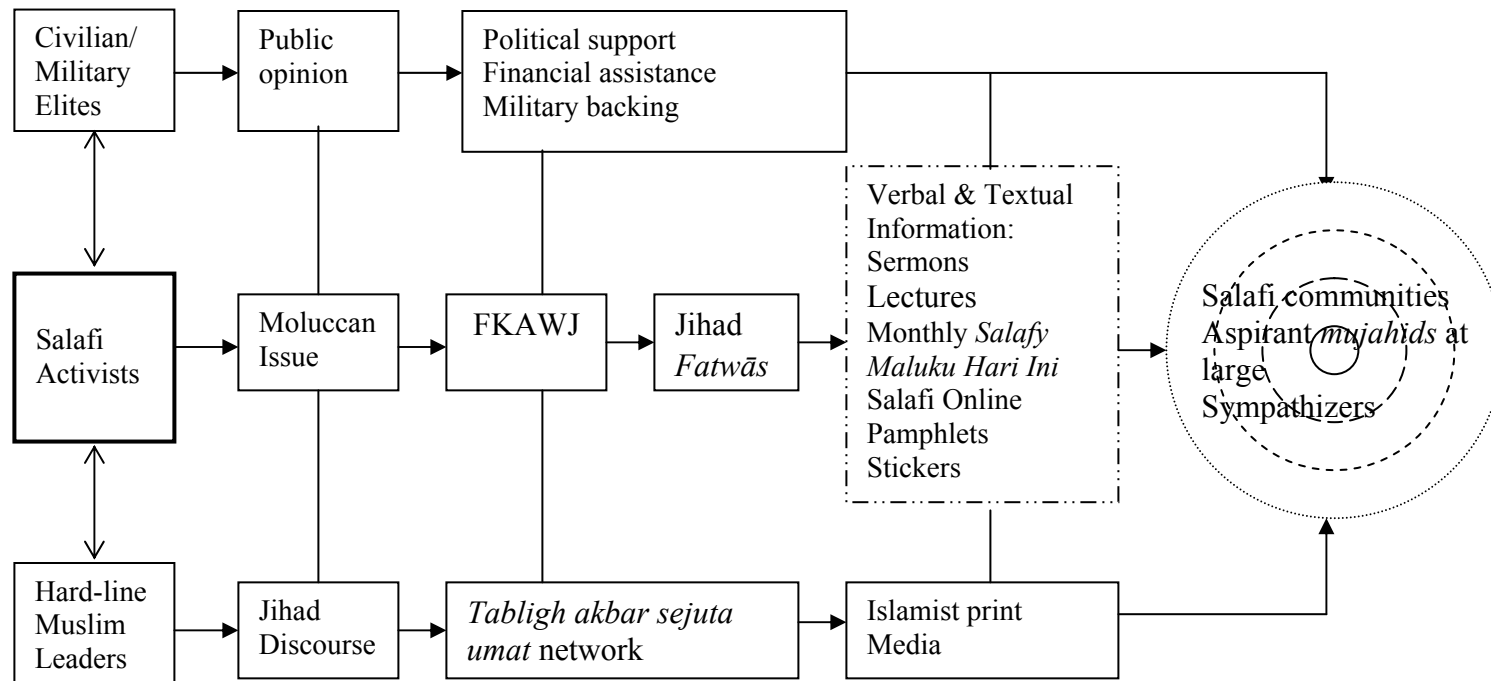 Civilian/
Military
Elites
Public
opinion
Political support
Financial assistance
Military backing
Salafi
Activists
Moluccan
Issue
FKAWJ
Jihad
Fatwās
Verbal & Textual
Information:
Sermons
Lectures
Monthly Salafy
Maluku Hari Ini
Salafi Online
Pamphlets
Stickers
Salafi communities
Aspirant mujahids at
large
Sympathizers
Hard-line
Muslim
Leaders
Jihad
Discourse
Tabligh akbar sejuta
umat network
Islamist print
Media